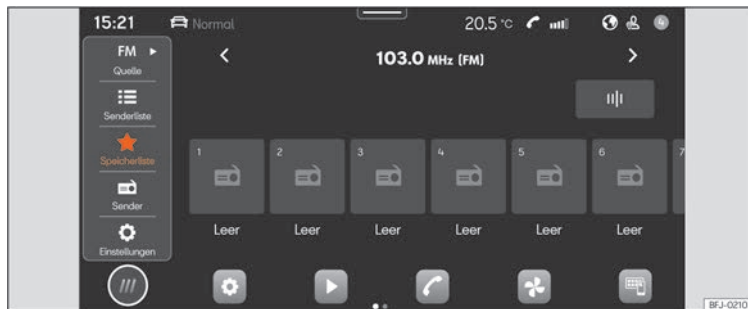 15:21 Normal 20.5 °C 4
FM
Quelle
103.0 MHz (FM)
Senderliste
Speicherliste
1 2 3 4 5 6 7
Sender
Leer Leer Leer Leer Leer Leer
Einstellungen
BFJ-0210